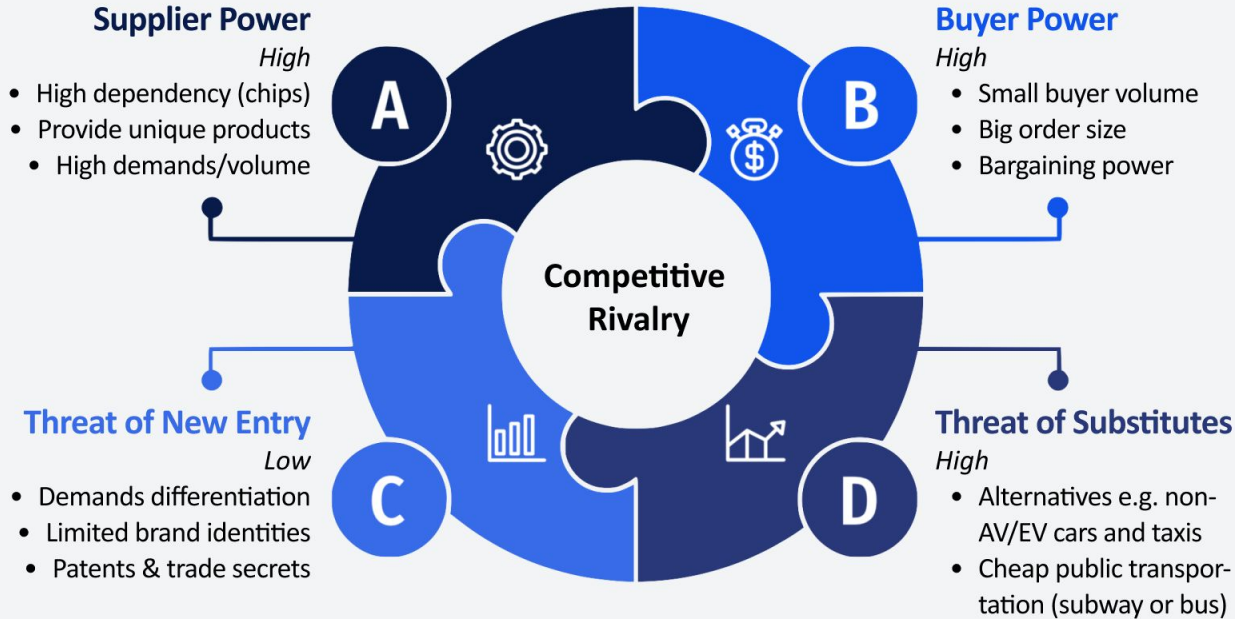 Supplier Power
High
• High dependency (chips)
• Provide unique products
• High demands/volume
A
Buyer Power
High
• Small buyer volume
• Big order size
• Bargaining power
B
$
Competitive
Rivalry
Threat of New Entry
Low
• Demands differentiation
• Limited brand identities
• Patents & trade secrets
C
Threat of Substitutes
High
• Alternatives e.g. non-
AV/EV cars and taxis
• Cheap public transpor-
tation (subway or bus)
D